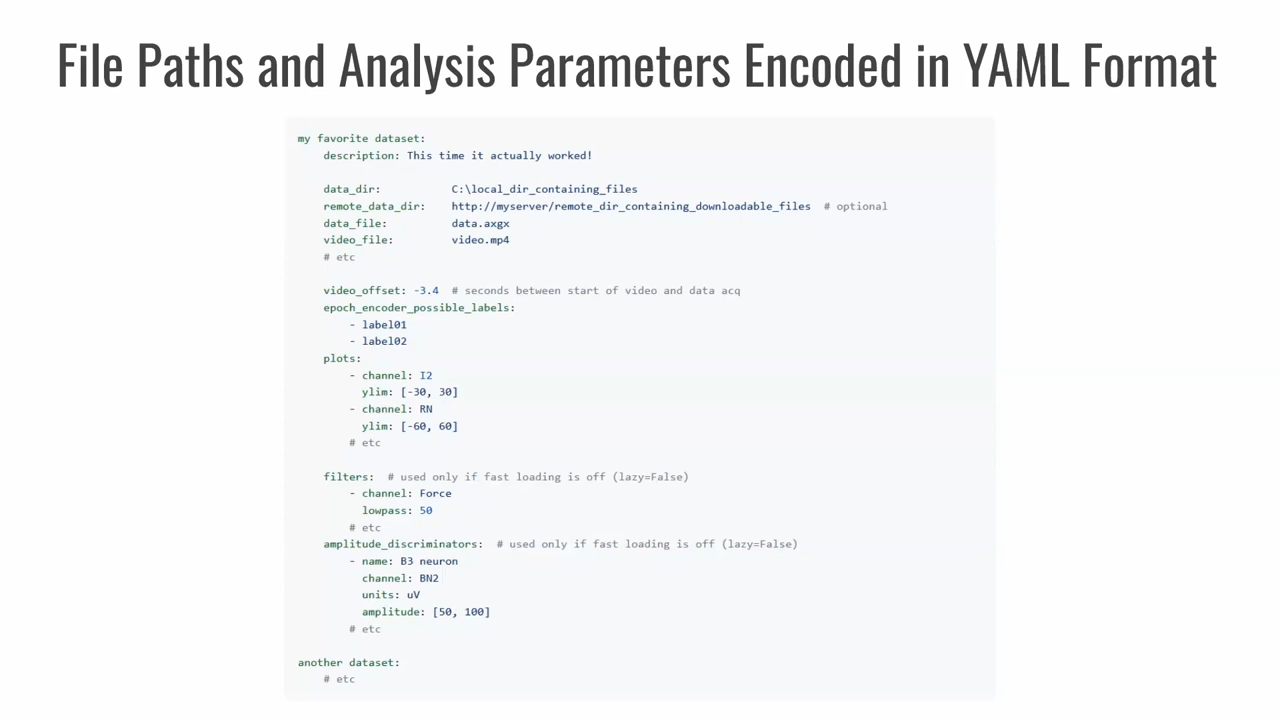 File Paths and Analysis Parameters Encoded in YAML Format
my favorite dataset:
    description: This time it actually worked!

    data_dir:           C:\local_dir_containing_files
    remote_data_dir:    http://myserver/remote_dir_containing_downloadable_files  # optional
    data_file:          data.axgx
    video_file:         video.mp4
    # etc

    video_offset: -3.4  # seconds between start of video and data acq
    epoch_encoder_possible_labels:
        - label01
        - label02
    plots:
        - channel: I2
          ylim: [-30, 30]
        - channel: RN
          ylim: [-60, 60]
        # etc

    filters:  # used only if fast loading is off (lazy=False)
        - channel: Force
          lowpass: 50
        # etc
    amplitude_discriminators:  # used only if fast loading is off (lazy=False)
        - name: B3 neuron
          channel: BN2
          units: uV
          amplitude: [50, 100]
        # etc

another dataset:
    # etc